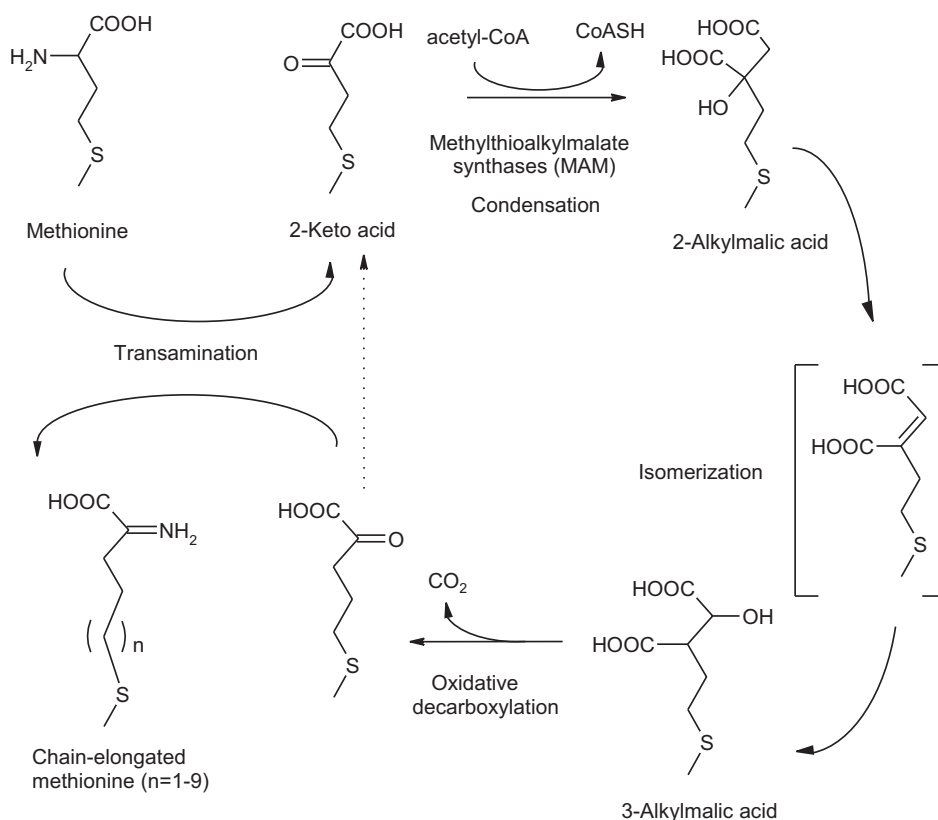 COOH
H2N
S
Methionine
COOH
O
S
2-Keto acid
acetyl-CoA
CoASH
Methylthioalkylmalate
synthases (MAM)
Condensation
HOOC
HOOC
HO
S
2-Alkylmalic acid
Transamination
Isomerization
HOOC
HOOC
S
HOOC
NH2
( )n
S
Chain-elongated
methionine (n=1-9)
HOOC
O
S
CO2
Oxidative
decarboxylation
HOOC
OH
HOOC
S
3-Alkylmalic acid